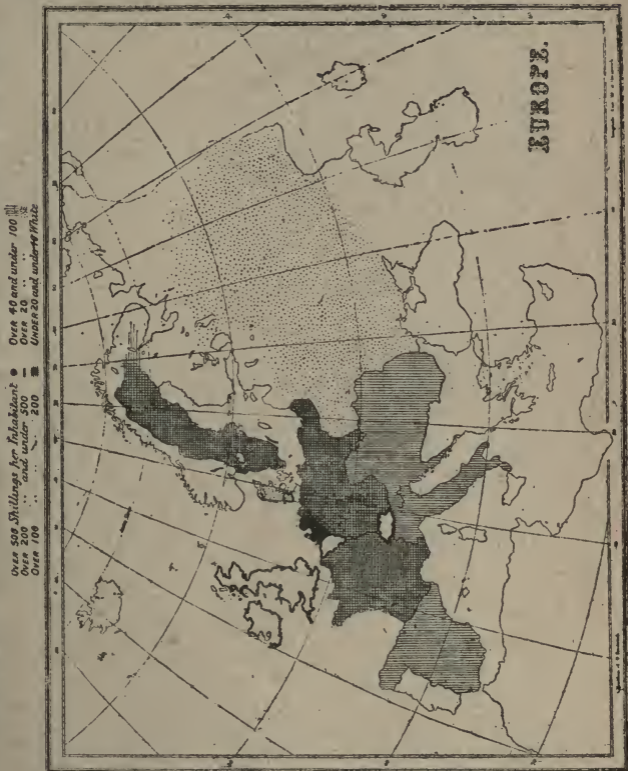 OVER 500 Shillings per Inhabitant
OVER 200 .. and under 500
OVER 100 .. .. .. 200
OVER 40 and under 100
OVER 20 .. ..
UNDER 20 and under White
EUROPE.